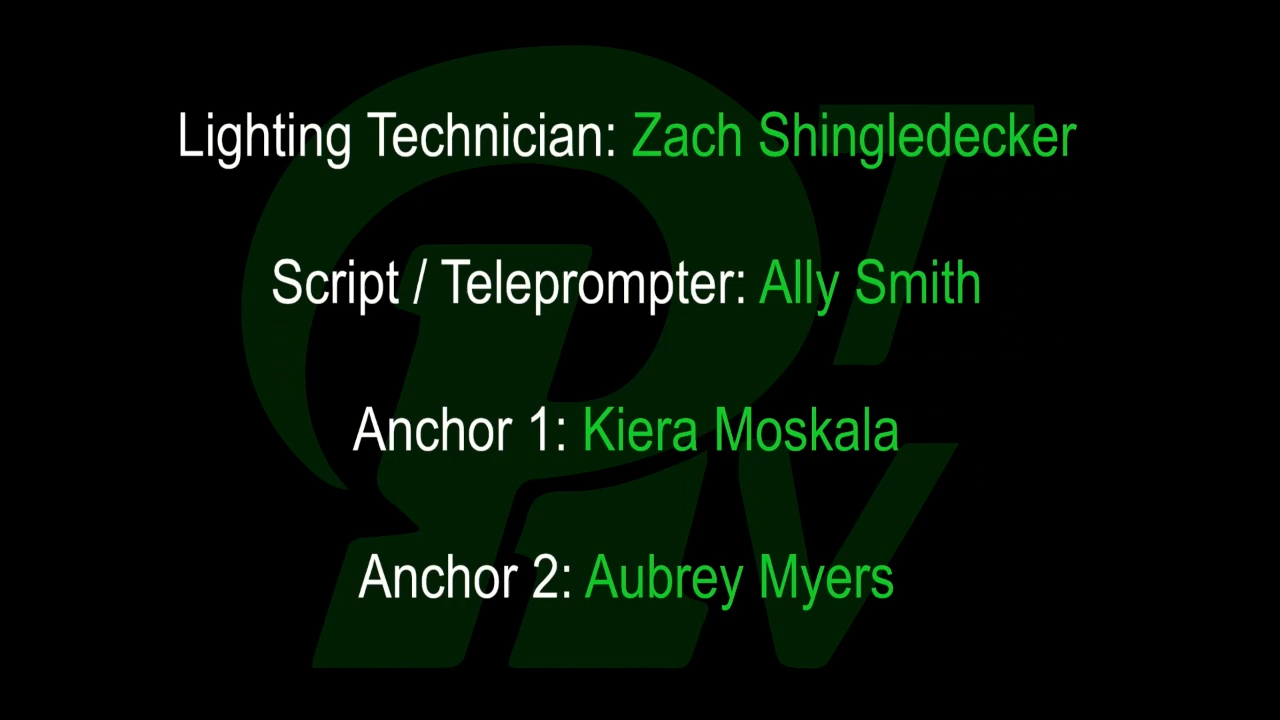 Lighting Technician: Zach Shingledecker
Script / Teleprompter: Ally Smith
Anchor 1: Kiera Moskala
Anchor 2: Aubrey Myers